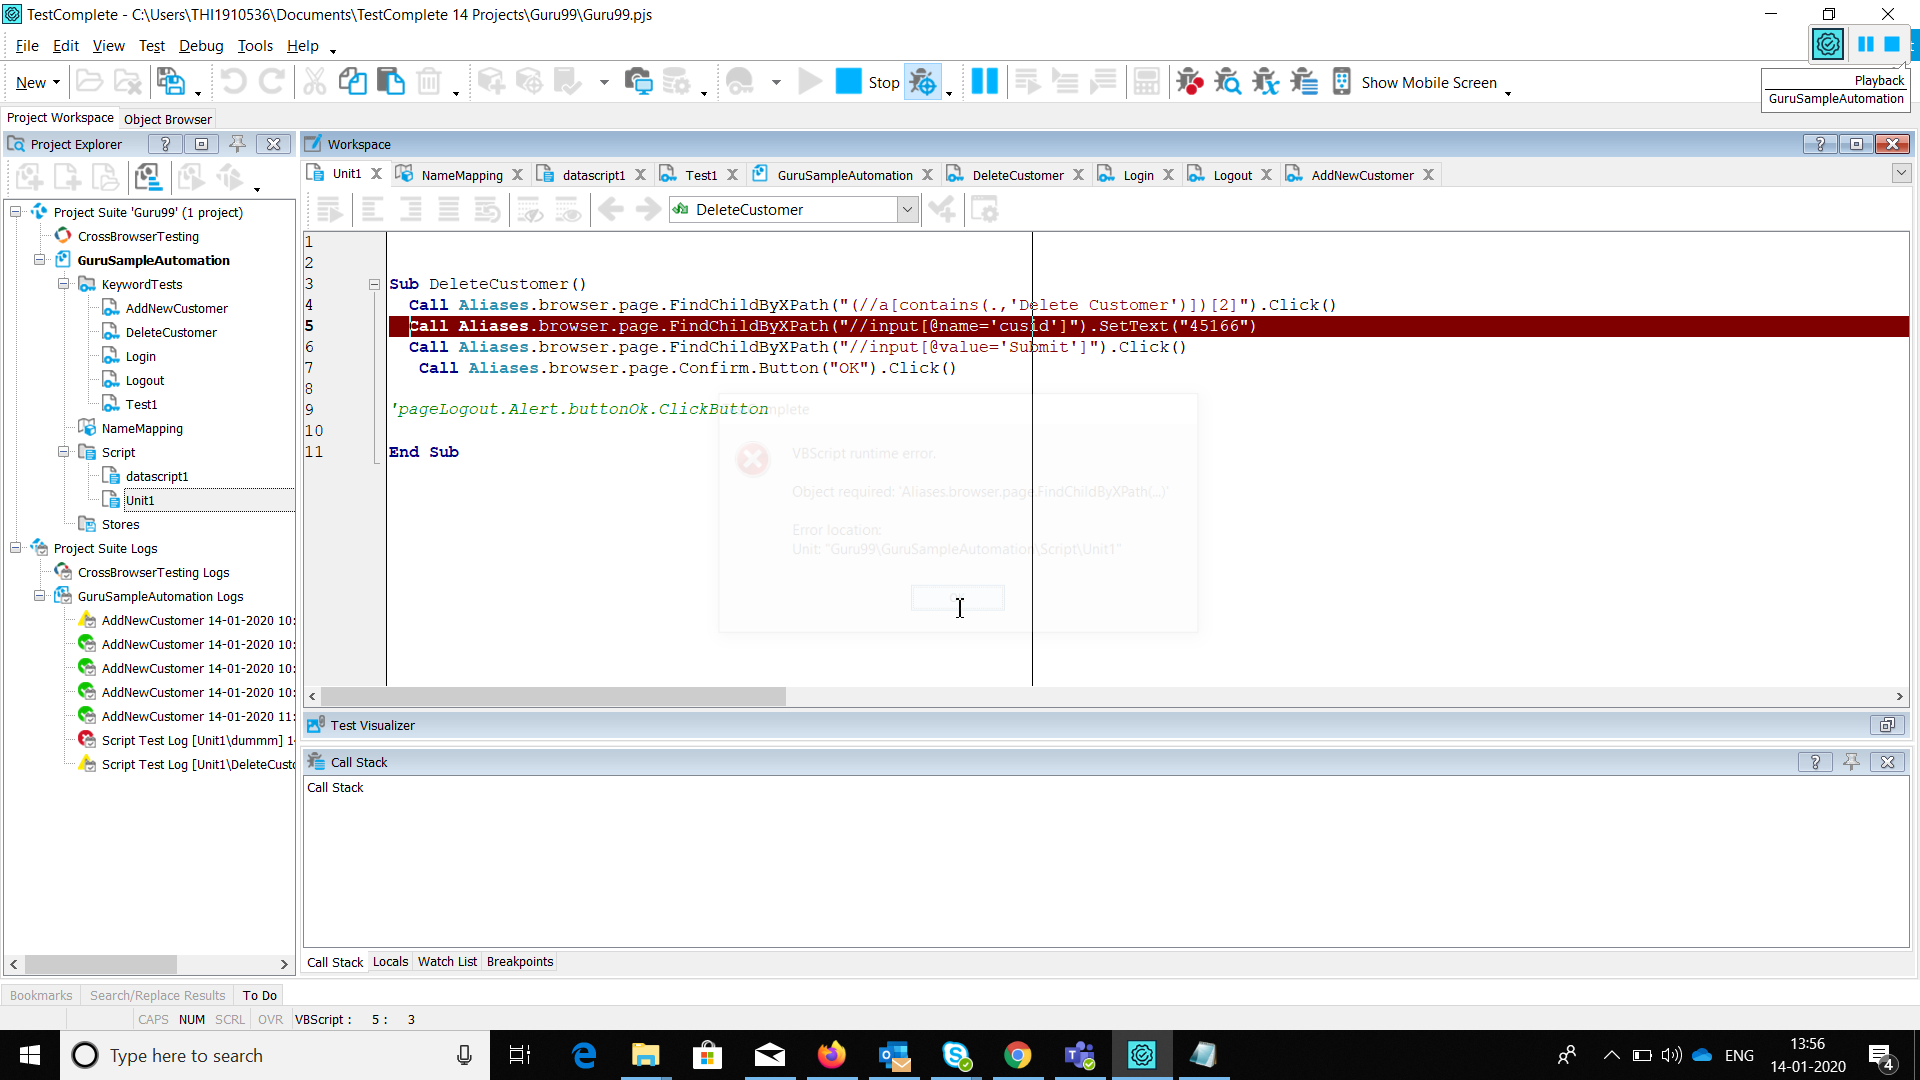 TestComplete - C:\Users\THI1910536\Documents\TestComplete 14 Projects\Guru99\Guru99.pjs
File Edit View Test Debug Tools Help
New Stop Show Mobile Screen
Playback
GuruSampleAutomation
Project Workspace Object Browser
Project Explorer
Workspace
Unit1 NameMapping datascript1 Test1 GuruSampleAutomation DeleteCustomer Login Logout AddNewCustomer
DeleteCustomer
Project Suite 'Guru99' (1 project)
CrossBrowserTesting
GuruSampleAutomation
KeywordTests
AddNewCustomer
DeleteCustomer
Login
Logout
Test1
NameMapping
Script
datascript1
Unit1
Stores
Project Suite Logs
CrossBrowserTesting Logs
GuruSampleAutomation Logs
AddNewCustomer 14-01-2020 10:
AddNewCustomer 14-01-2020 10:
AddNewCustomer 14-01-2020 10:
AddNewCustomer 14-01-2020 10:
AddNewCustomer 14-01-2020 11:
Script Test Log [Unit1\dummm] 1
Script Test Log [Unit1\DeleteCust
1
2
3 Sub DeleteCustomer()
4 Call Aliases.browser.page.FindChildByXPath("(//a[contains(.,'Delete Customer')])[2]").Click()
5 Call Aliases.browser.page.FindChildByXPath("//input[@name='cusid']").SetText("45166")
6 Call Aliases.browser.page.FindChildByXPath("//input[@value='Submit']").Click()
7 Call Aliases.browser.page.Confirm.Button("OK").Click()
8
9 'pageLogout.Alert.buttonOk.ClickButton
10
11 End Sub
VBScript runtime error.
Object required: 'Aliases.browser.page.FindChildByXPath(...)'
Error location:
Unit: "Guru99\GuruSampleAutomation\Script\Unit1"
Test Visualizer
Call Stack
Call Stack
Call Stack Locals Watch List Breakpoints
Bookmarks Search/Replace Results To Do
CAPS NUM SCRL OVR VBScript : 5 : 3
Type here to search
ENG
13:56
14-01-2020
4